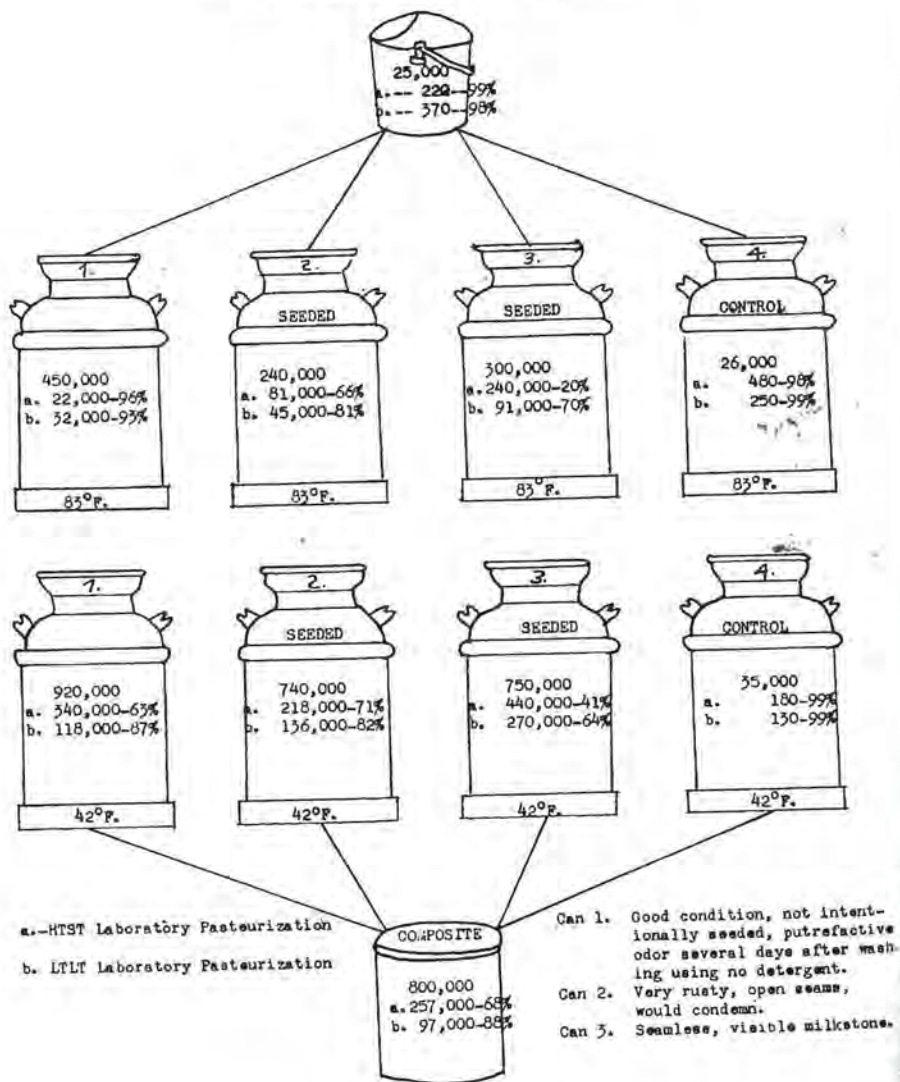 25,000
a.-- 220--99%
b.-- 370--98%
1.
450,000
a. 22,000-96%
b. 32,000-93%
83°F.
2.
SEEDED
240,000
a. 81,000-66%
b. 45,000-81%
83°F.
3.
SEEDED
300,000
a. 240,000-20%
b. 91,000-70%
83°F.
4.
CONTROL
26,000
a. 480-98%
b. 250-99%
83°F.
1.
920,000
a. 340,000-63%
b. 118,000-87%
42°F.
2.
SEEDED
740,000
a. 218,000-71%
b. 136,000-82%
42°F.
3.
SEEDED
750,000
a. 440,000-41%
b. 270,000-64%
42°F.
4.
CONTROL
35,000
a. 180-99%
b. 130-99%
42°F.
COMPOSITE
800,000
a. 257,000-68%
b. 97,000-88%
a.-HTST Laboratory Pasteurization
b. LTLT Laboratory Pasteurization
Can 1. Good condition, not intent-
ionally seeded, putrefactive
odor several days after wash
ing using no detergent.
Can 2. Very rusty, open seams,
would condemn.
Can 3. Seamless, visible milkstone.